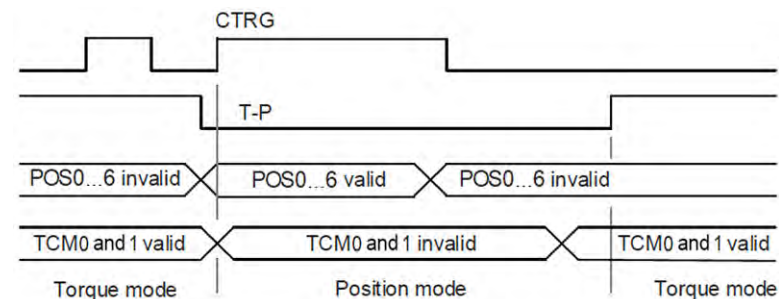 CTRG
T-P
POS0...6 invalid POS0...6 valid POS0...6 invalid
TCM0 and 1 valid TCM0 and 1 invalid TCM0 and 1 valid
Torque mode Position mode Torque mode